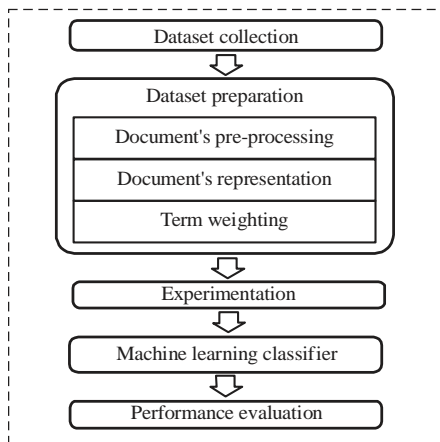 Dataset collection
Dataset preparation
Document's pre-processing
Document's representation
Term weighting
Experimentation
Machine learning classifier
Performance evaluation